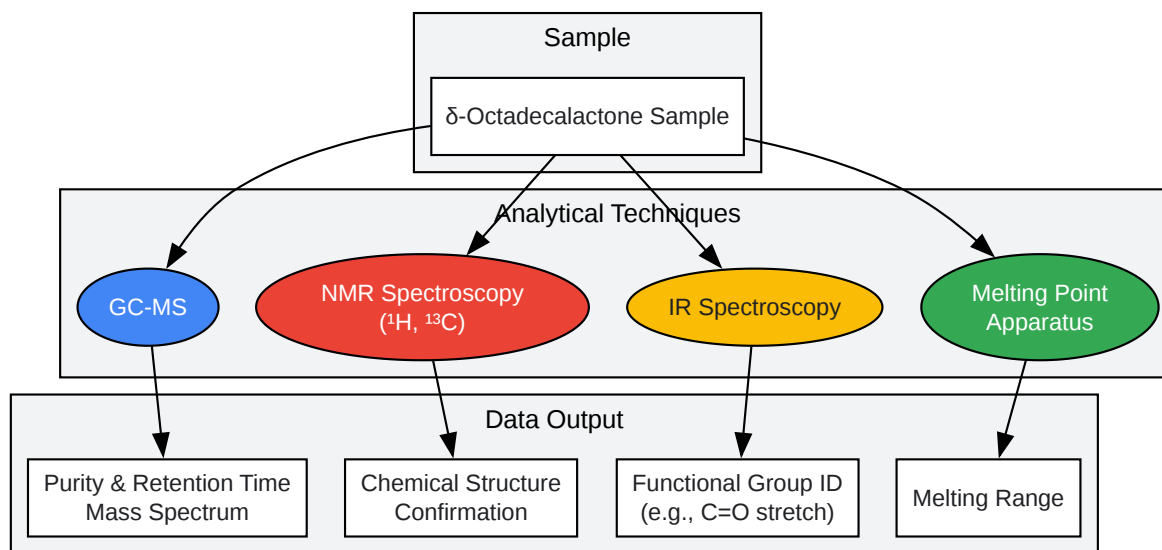 Sample
δ-Octadecalactone Sample
Analytical Techniques
GC-MS
NMR Spectroscopy
(¹H, ¹³C)
IR Spectroscopy
Melting Point
Apparatus
Data Output
Purity & Retention Time
Mass Spectrum
Chemical Structure
Confirmation
Functional Group ID
(e.g., C=O stretch)
Melting Range